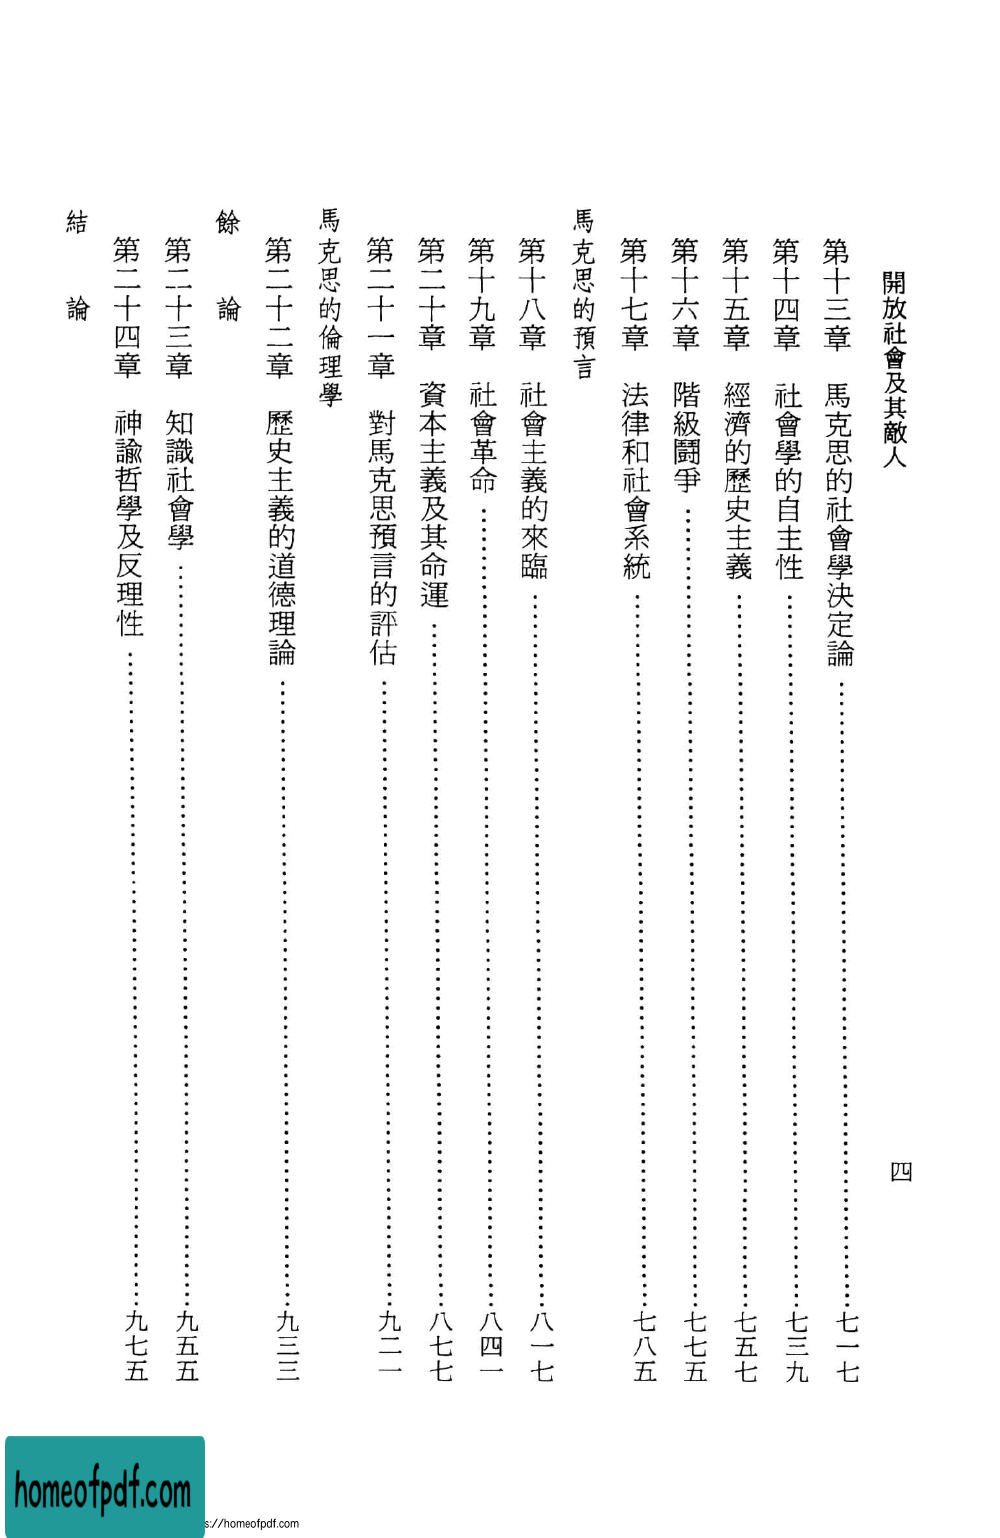 開放社會及其敵人
四
第十三章 馬克思的社會學決定論……七一七
第十四章 社會學的自主性……七三九
第十五章 經濟的歷史主義……七五七
第十六章 階級鬪爭……七七五
第十七章 法律和社會系統……七八五
馬克思的預言
第十八章 社會主義的來臨……八一七
第十九章 社會革命……八四一
第二十章 資本主義及其命運……八七七
第二十一章 對馬克思預言的評估……九二一
馬克思的倫理學
第二十二章 歷史主義的道德理論……九三三
餘論
第二十三章 知識社會學……九五五
第二十四章 神諭哲學及反理性……九七五
結論
homeofpdf.com
s://homeofpdf.com